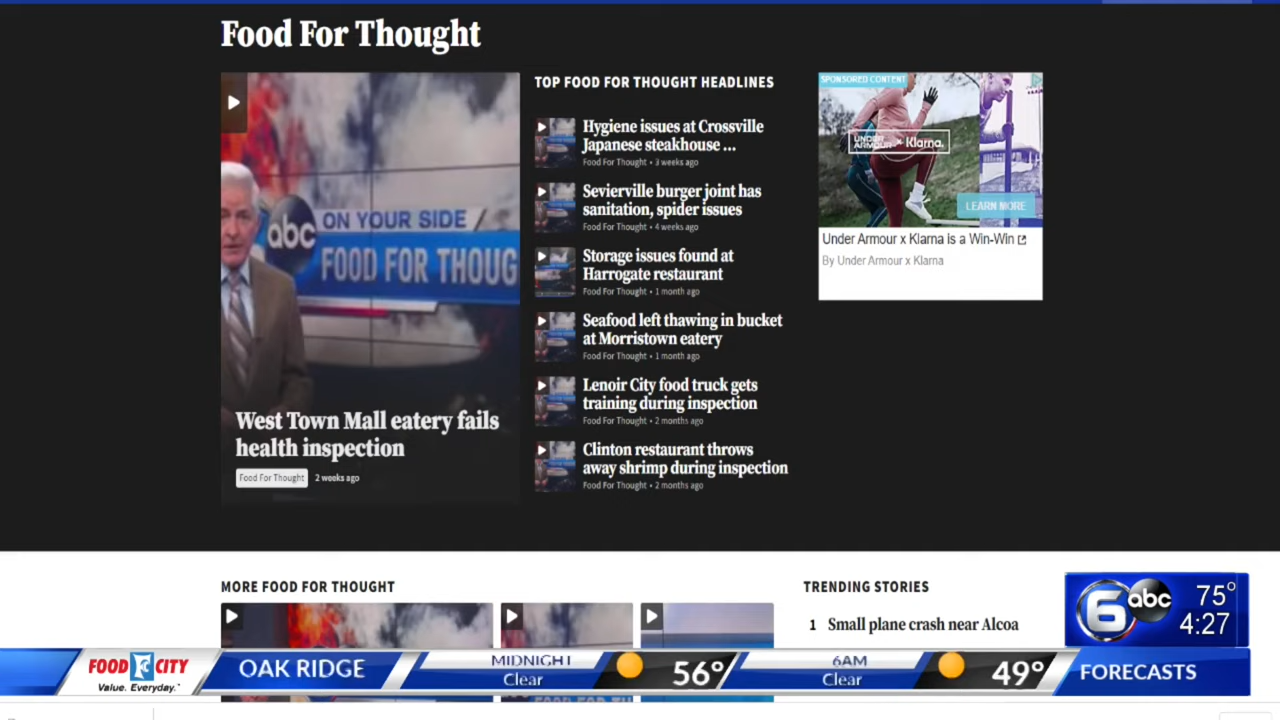 Food For Thought
abc
ON YOUR SIDE
FOOD FOR THOUG
West Town Mall eatery fails
health inspection
Food For Thought 2 weeks ago
TOP FOOD FOR THOUGHT HEADLINES
Hygiene issues at Crossville
Japanese steakhouse ...
Food For Thought • 3 weeks ago
Sevierville burger joint has
sanitation, spider issues
Food For Thought • 4 weeks ago
Storage issues found at
Harrogate restaurant
Food For Thought • 1 month ago
Seafood left thawing in bucket
at Morristown eatery
Food For Thought • 1 month ago
Lenoir City food truck gets
training during inspection
Food For Thought • 2 months ago
Clinton restaurant throws
away shrimp during inspection
Food For Thought • 2 months ago
SPONSORED CONTENT
UNDER ARMOUR x Klarna.
LEARN MORE
Under Armour x Klarna is a Win-Win
By Under Armour x Klarna
MORE FOOD FOR THOUGHT
TRENDING STORIES
1 Small plane crash near Alcoa
6 abc 75°
4:27
FOOD CITY
Value. Everyday.
OAK RIDGE
MIDNIGHT
Clear
56°
6AM
Clear
49°
FORECASTS